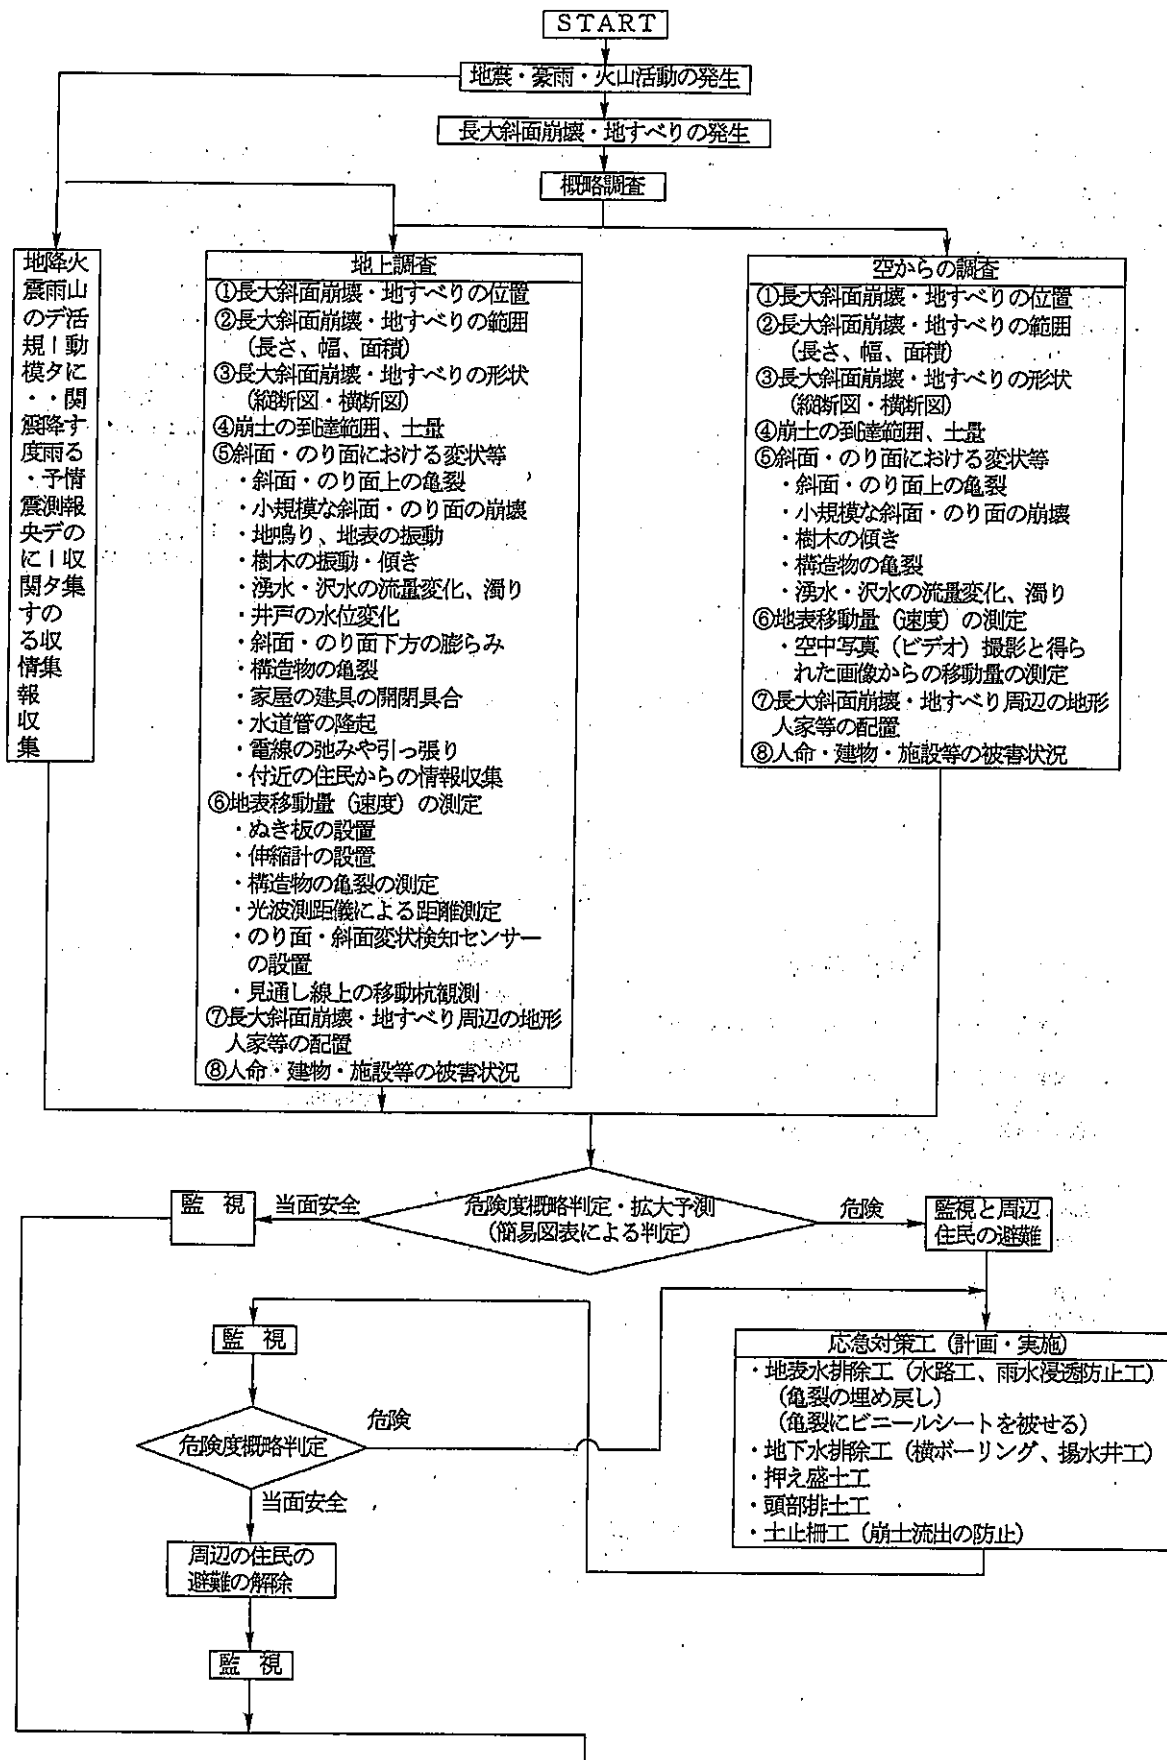 START
地震・豪雨・火山活動の発生
長大斜面崩壊・地すべりの発生
概略調査
地震の規模・震度・震央に関する情報収集
降雨データ・降雨予測データの収集
火山活動に関する情報の収集
地上調査
①長大斜面崩壊・地すべりの位置
②長大斜面崩壊・地すべりの範囲
(長さ、幅、面積)
③長大斜面崩壊・地すべりの形状
(縦断図・横断図)
④崩土の到達範囲、土量
⑤斜面・のり面における変状等
・斜面・のり面上の亀裂
・小規模な斜面・のり面の崩壊
・地鳴り、地表の振動
・樹木の振動・傾き
・湧水・沢水の流量変化、濁り
・井戸の水位変化
・斜面・のり面下方の膨らみ
・構造物の亀裂
・家屋の建具の開閉具合
・水道管の隆起
・電線の弛みや引っ張り
・付近の住民からの情報収集
⑥地表移動量（速度）の測定
・ぬき板の設置
・伸縮計の設置
・構造物の亀裂の測定
・光波測距儀による距離測定
・のり面・斜面変状検知センサー
の設置
・見通し線上の移動杭観測
⑦長大斜面崩壊・地すべり周辺の地形
人家等の配置
⑧人命・建物・施設等の被害状況
空からの調査
①長大斜面崩壊・地すべりの位置
②長大斜面崩壊・地すべりの範囲
(長さ、幅、面積)
③長大斜面崩壊・地すべりの形状
(縦断図・横断図)
④崩土の到達範囲、土量
⑤斜面・のり面における変状等
・斜面・のり面上の亀裂
・小規模な斜面・のり面の崩壊
・樹木の傾き
・構造物の亀裂
・湧水・沢水の流量変化、濁り
⑥地表移動量（速度）の測定
・空中写真（ビデオ）撮影と得ら
れた画像からの移動量の測定
⑦長大斜面崩壊・地すべり周辺の地形
人家等の配置
⑧人命・建物・施設等の被害状況
監　視
当面安全
危険度概略判定・拡大予測
(簡易図表による判定)
危険
監視と周辺
住民の避難
監　視
危険度概略判定
危険
当面安全
周辺の住民の
避難の解除
監　視
応急対策工（計画・実施）
・地表水排除工（水路工、雨水浸透防止工）
(亀裂の埋め戻し)
(亀裂にビニールシートを被せる)
・地下水排除工（横ボーリング、揚水井工）
・押え盛土工
・頭部排土工
・土止柵工（崩土流出の防止）